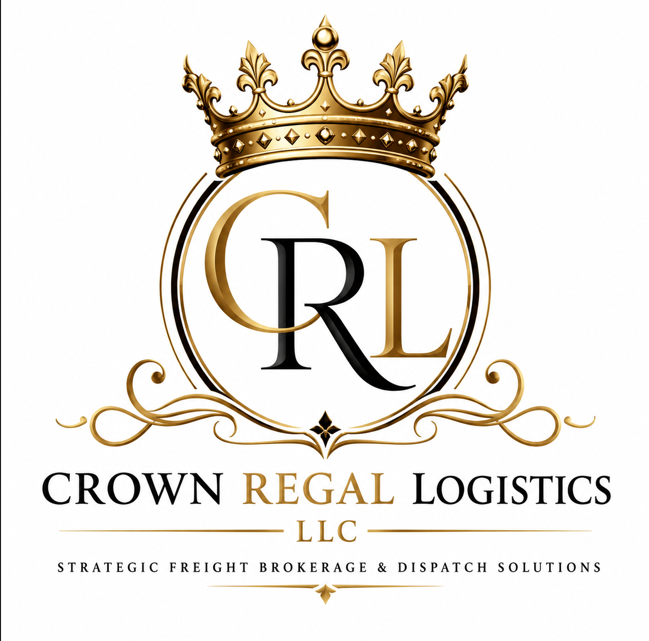 CRL
CROWN REGAL LOGISTICS
LLC
STRATEGIC FREIGHT BROKERAGE & DISPATCH SOLUTIONS